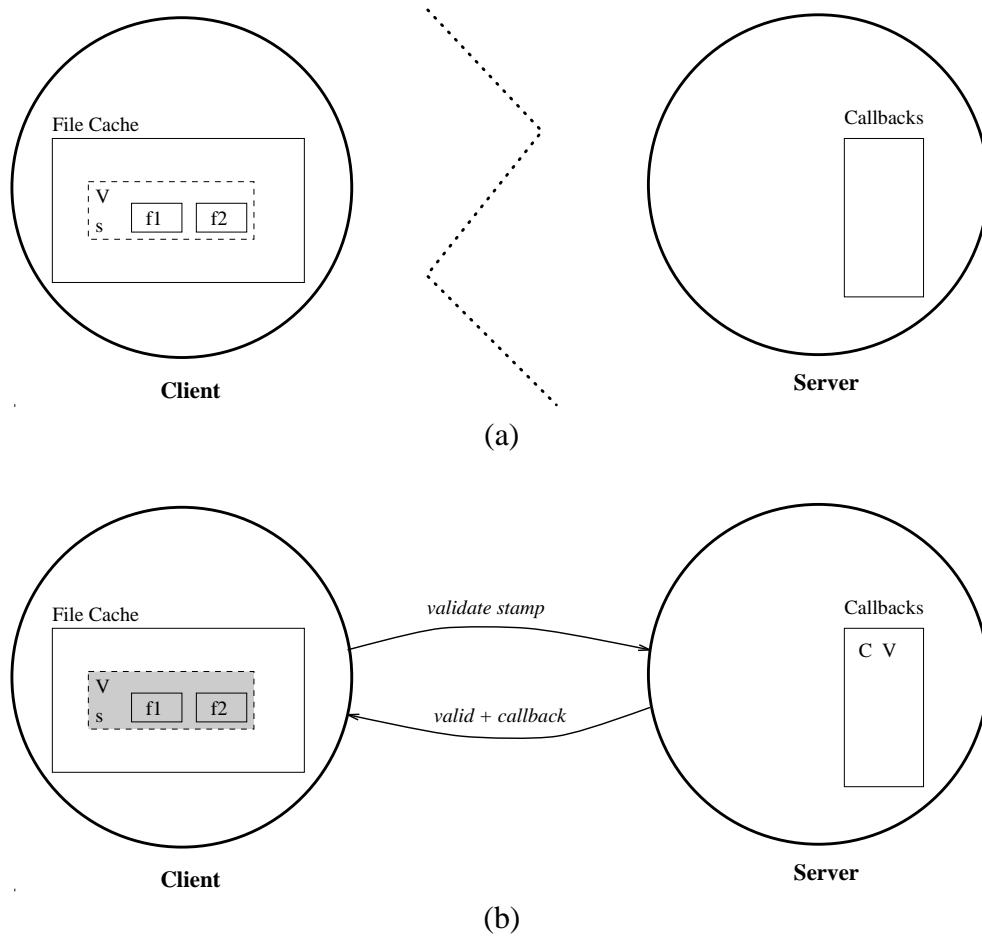 File Cache
V
s
f1
f2
Callbacks
Client
Server
(a)
validate stamp
File Cache
V
s
f1
f2
valid + callback
Callbacks
C V
Client
Server
(b)